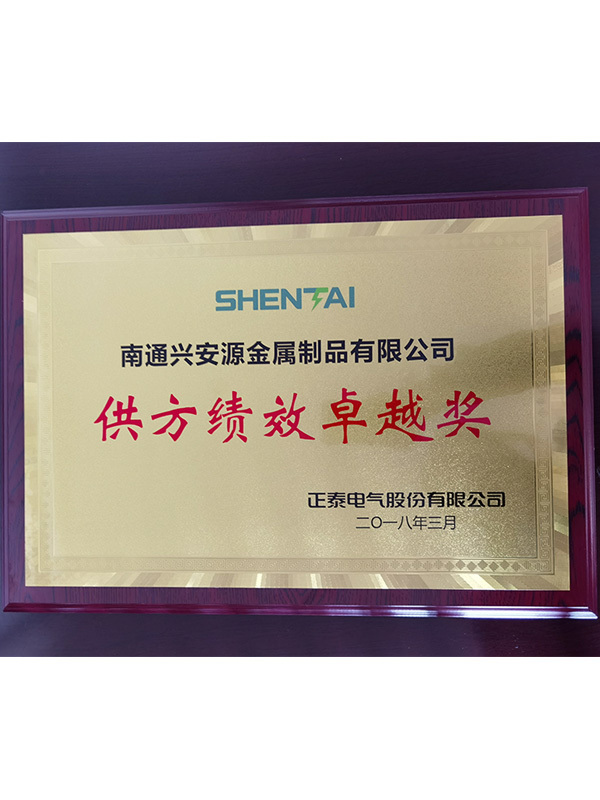 SHENTAI
南通兴安源金属制品有限公司
供方绩效卓越奖
正泰电气股份有限公司
二〇一八年三月